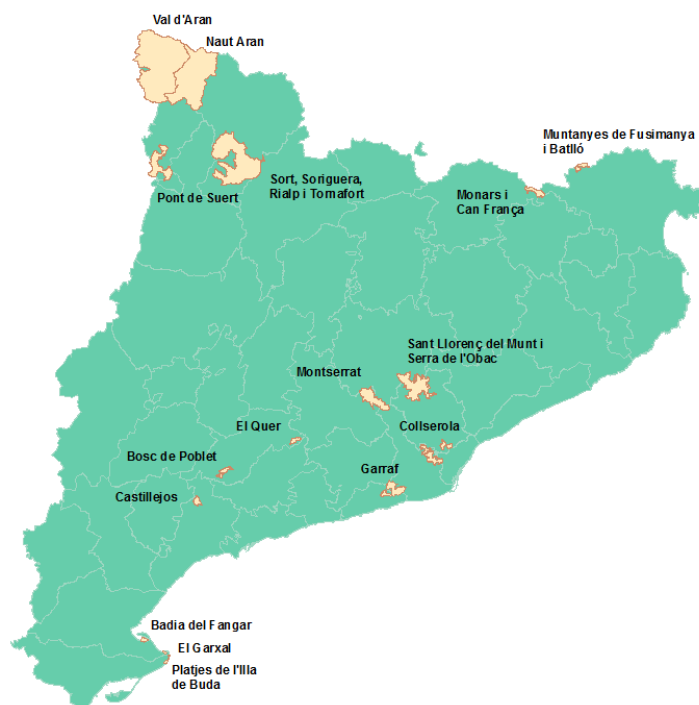 Val d'Aran
Naut Aran
Muntanyes de Fusimanya
i Batlló
Sort, Soriguera,
Rialp i Tornafort
Pont de Suert
Monars i
Can França
Sant Llorenç del Munt i
Serra de l'Obac
Montserrat
El Quer
Collserola
Bosc de Poblet
Garraf
Castillejos
Badia del Fangar
El Garxal
Platjes de l'Illa
de Buda